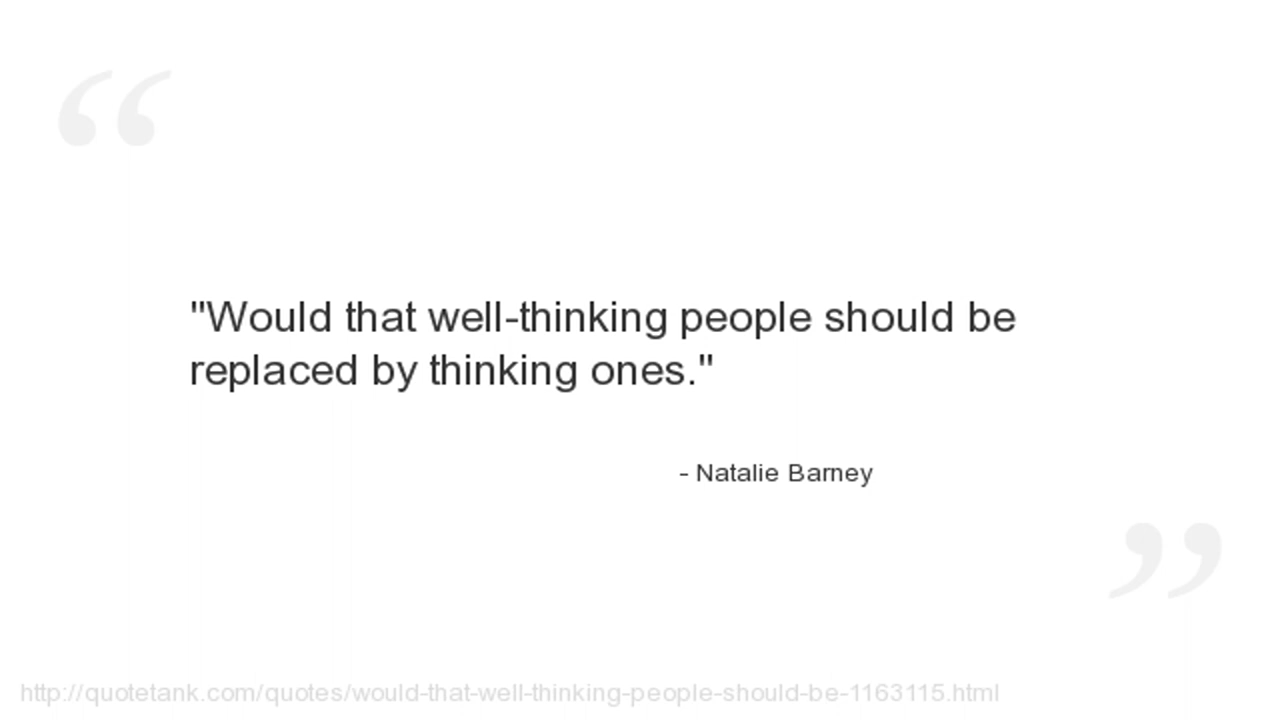 "Would that well-thinking people should be
replaced by thinking ones."
- Natalie Barney
http://quotetank.com/quotes/would-that-well-thinking-people-should-be-1163115.html